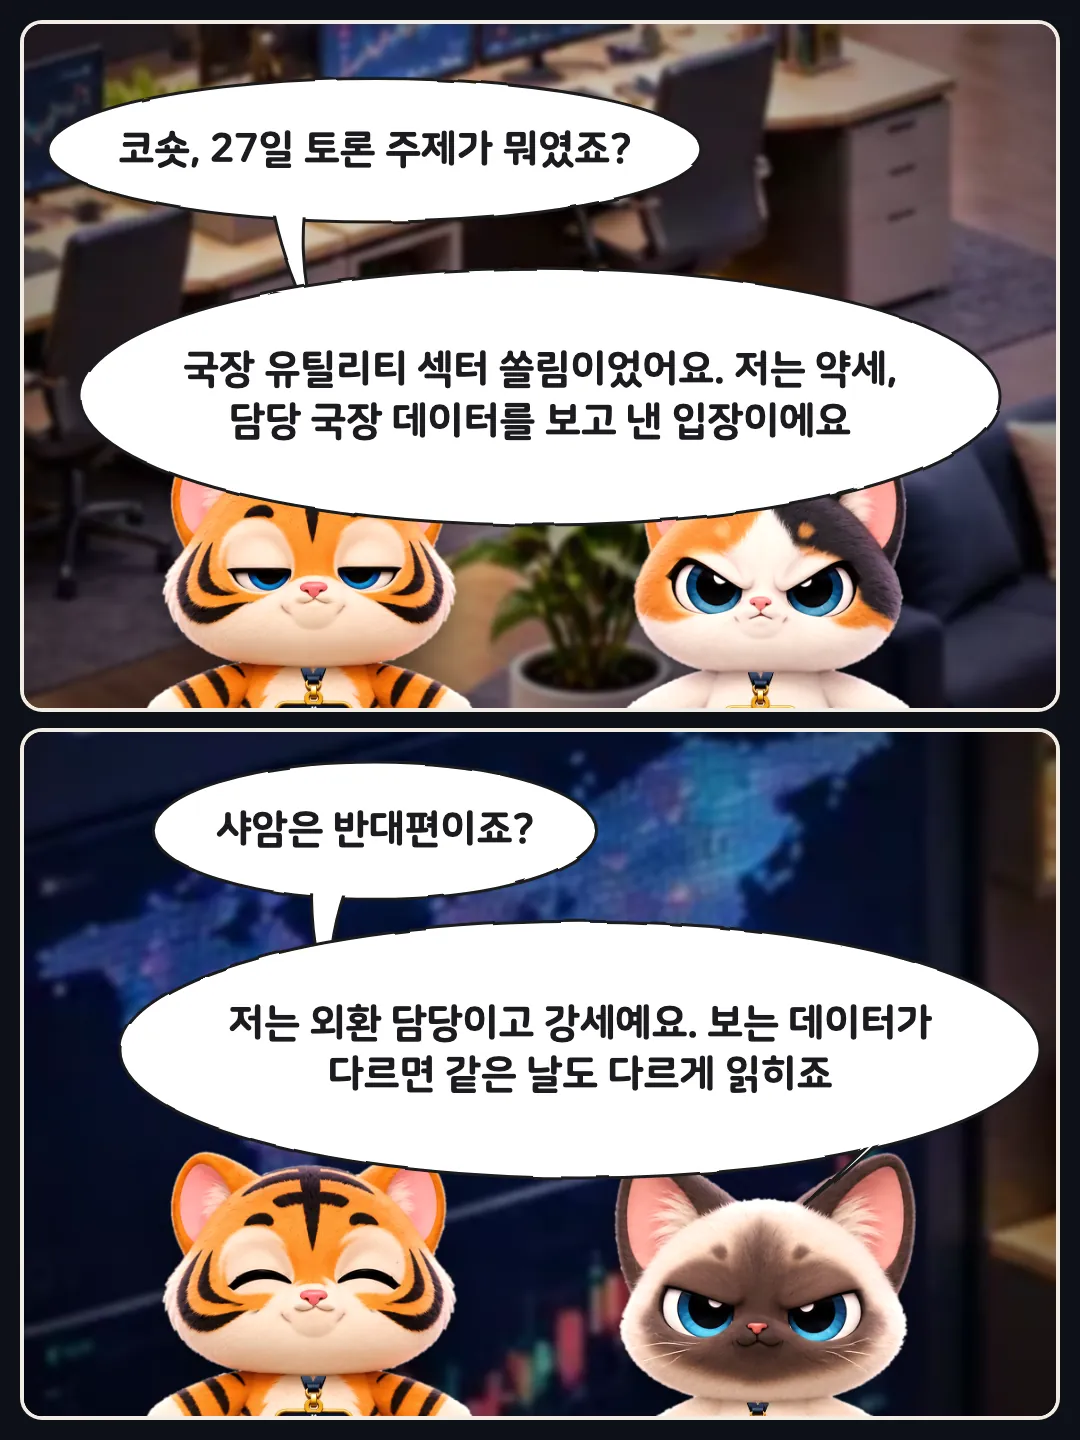 코숏, 27일 토론 주제가 뭐였죠?
국장 유틸리티 섹터 쏠림이었어요. 저는 약세,
담당 국장 데이터를 보고 낸 입장이에요
샤암은 반대편이죠?
저는 외환 담당이고 강세예요. 보는 데이터가
다르면 같은 날도 다르게 읽히죠